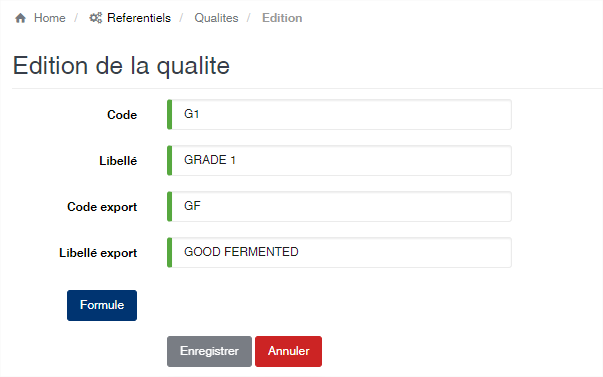 Home / Referentiels / Qualites / Edition
Edition de la qualite
Code G1
Libellé GRADE 1
Code export GF
Libellé export GOOD FERMENTED
Formule
Enregistrer Annuler